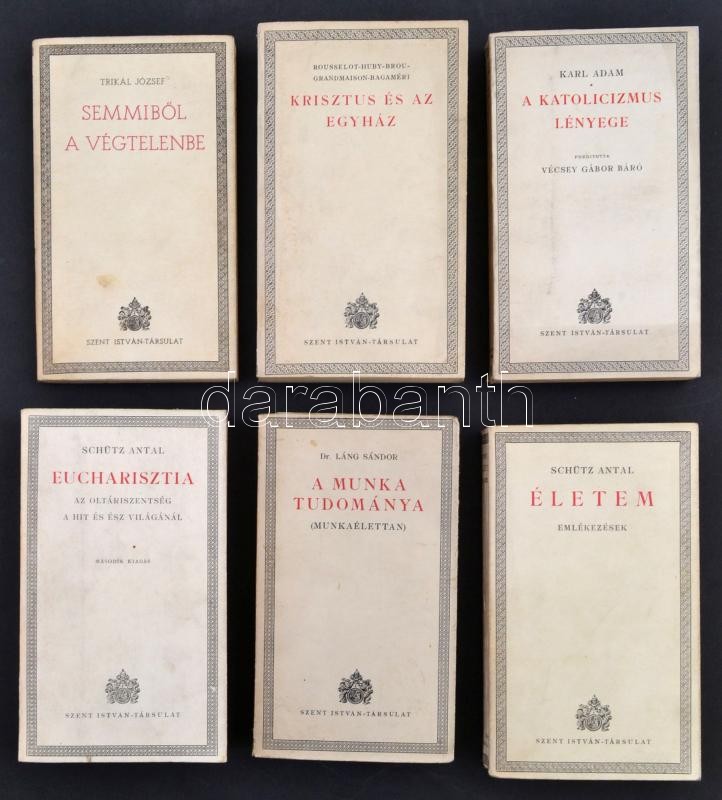 TRIKÁL JÓZSEF
SEMMIBŐL
A VÉGTELENBE
SZENT ISTVÁN-TÁRSULAT
ROUSSELOT-HUBY-BROU-
GRANDMAISON-BAGAMÉRI
KRISZTUS ÉS AZ
EGYHÁZ
SZENT ISTVÁN-TÁRSULAT
KARL ADAM
A KATOLICIZMUS
LÉNYEGE
FORDÍTOTTA
VÉCSEY GÁBOR BÁRÓ
SZENT ISTVÁN-TÁRSULAT
darabanth
SCHÜTZ ANTAL
EUCHARISZTIA
AZ OLTÁRISZENTSÉG
A HIT ÉS ÉSZ VILÁGÁNÁL
MÁSODIK KIADÁS
SZENT ISTVÁN-TÁRSULAT
Dr. LÁNG SÁNDOR
A MUNKA
TUDOMÁNYA
(MUNKAÉLETTAN)
SZENT ISTVÁN-TÁRSULAT
SCHÜTZ ANTAL
ÉLETEM
EMLÉKEZÉSEK
SZENT ISTVÁN-TÁRSULAT